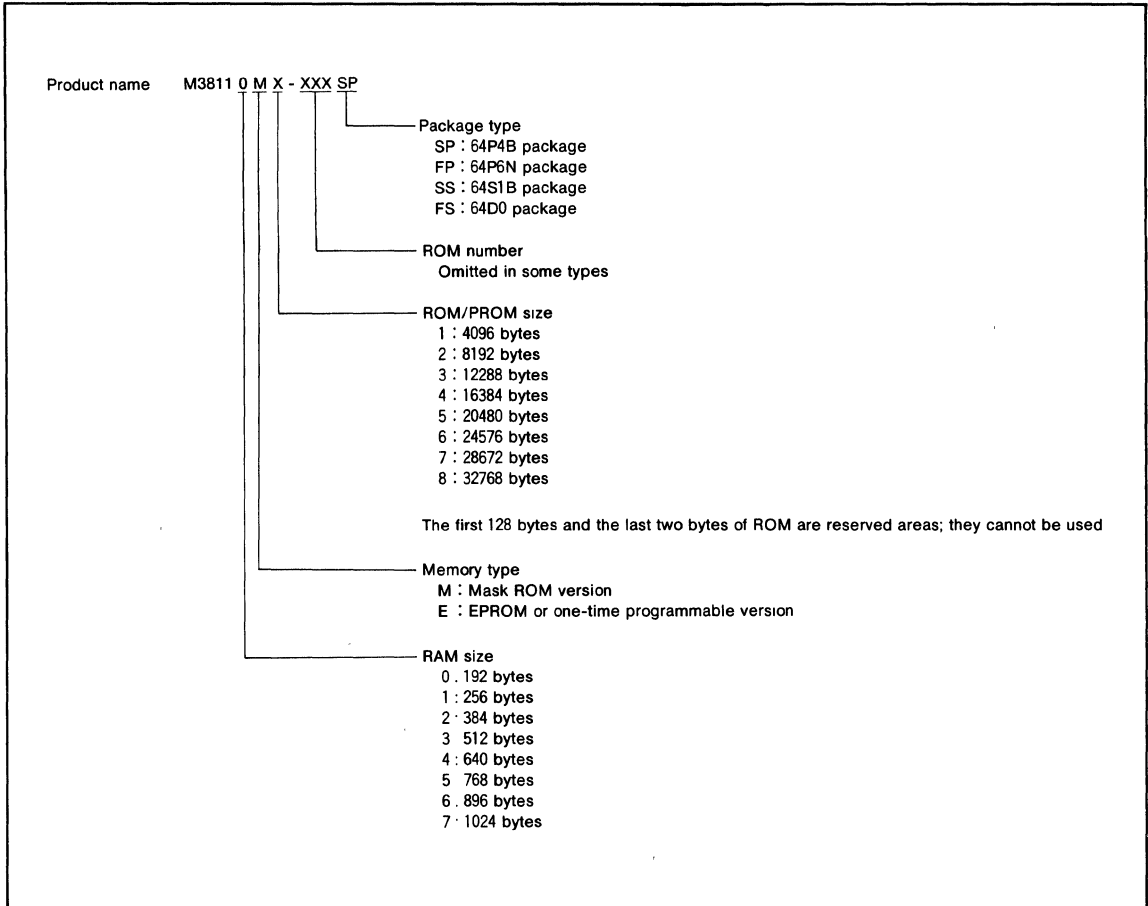 Product name M3811 0 M X - XXX SP
Package type
SP : 64P4B package
FP : 64P6N package
SS : 64S1B package
FS : 64D0 package
ROM number
Omitted in some types
ROM/PROM size
1 : 4096 bytes
2 : 8192 bytes
3 : 12288 bytes
4 : 16384 bytes
5 : 20480 bytes
6 : 24576 bytes
7 : 28672 bytes
8 : 32768 bytes
The first 128 bytes and the last two bytes of ROM are reserved areas; they cannot be used
Memory type
M : Mask ROM version
E : EPROM or one-time programmable version
RAM size
0 . 192 bytes
1 : 256 bytes
2 · 384 bytes
3 512 bytes
4 : 640 bytes
5 768 bytes
6 . 896 bytes
7 · 1024 bytes